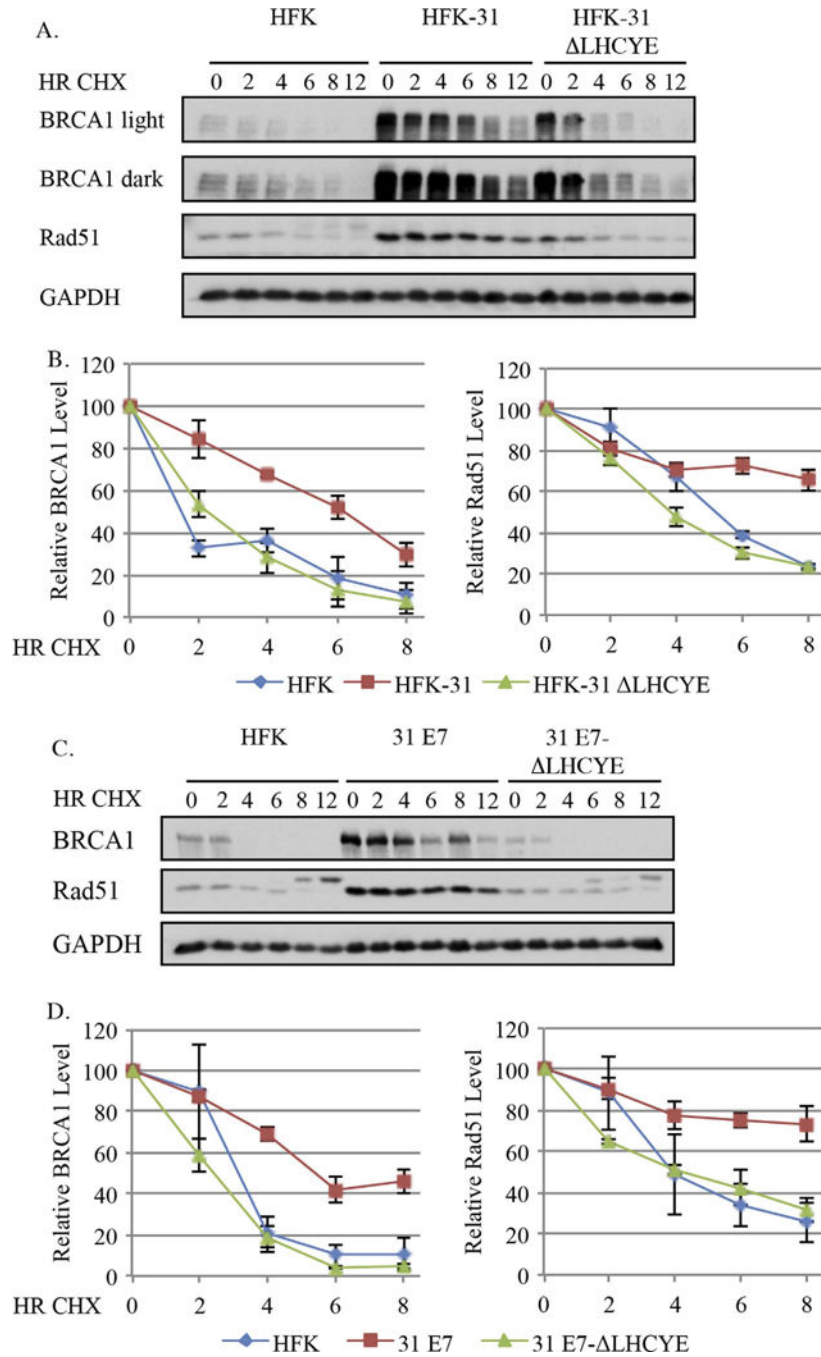 A.
HFK HFK-31 HFK-31 ΔLHCYE
HR CHX 0 2 4 6 8 12 0 2 4 6 8 12 0 2 4 6 8 12
BRCA1 light
BRCA1 dark
Rad51
GAPDH
B.
Relative BRCA1 Level
120
100
80
60
40
20
0
HR CHX 0 2 4 6 8
Relative Rad51 Level
120
100
80
60
40
20
0
0 2 4 6 8
HFK HFK-31 HFK-31 ΔLHCYE
C.
HFK 31 E7 31 E7-ΔLHCYE
HR CHX 0 2 4 6 8 12 0 2 4 6 8 12 0 2 4 6 8 12
BRCA1
Rad51
GAPDH
D.
Relative BRCA1 Level
120
100
80
60
40
20
0
HR CHX 0 2 4 6 8
Relative Rad51 Level
120
100
80
60
40
20
0
0 2 4 6 8
HFK 31 E7 31 E7-ΔLHCYE